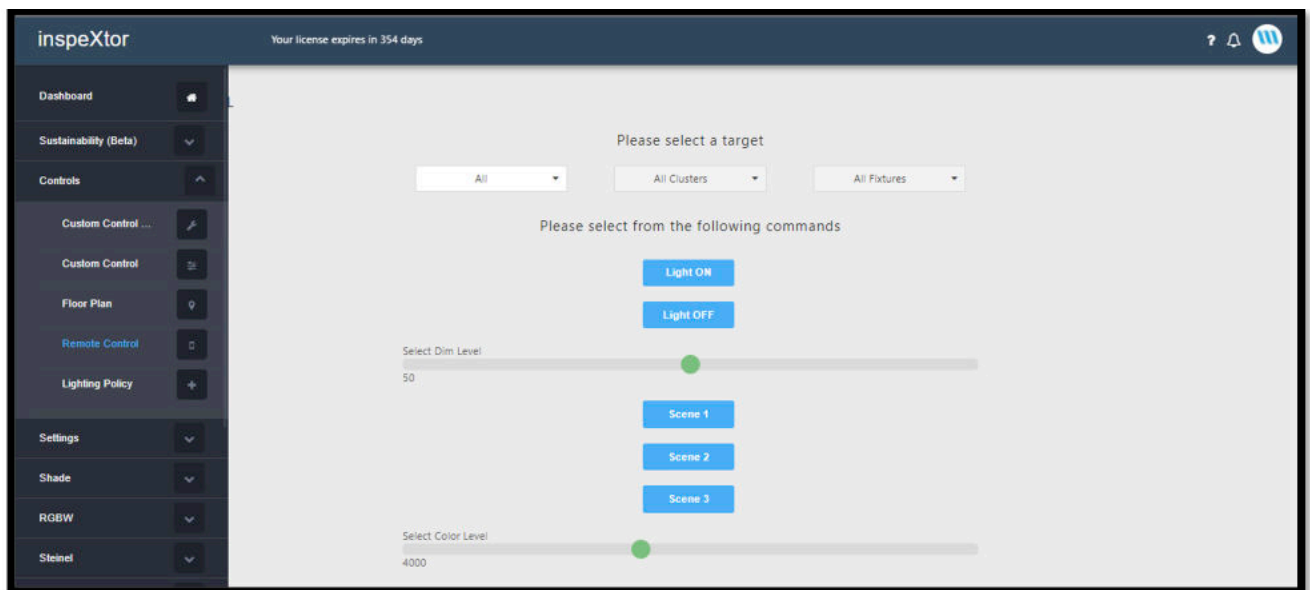 inspeXtor
Your license expires in 354 days
?
Dashboard
Sustainability (Beta)
Controls
Custom Control ...
Custom Control
Floor Plan
Remote Control
Lighting Policy
Settings
Shade
RGBW
Steinel
Please select a target
All
All Clusters
All Fixtures
Please select from the following commands
Light ON
Light OFF
Select Dim Level
50
Scene 1
Scene 2
Scene 3
Select Color Level
4000